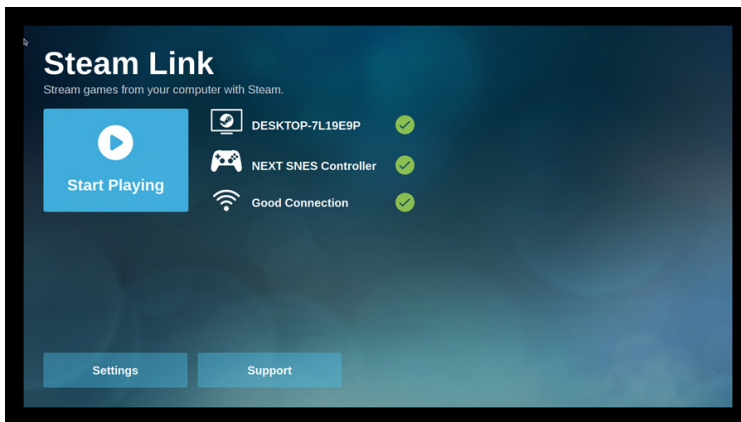 Steam Link
Stream games from your computer with Steam.
Start Playing
DESKTOP-7L19E9P
NEXT SNES Controller
Good Connection
Settings
Support